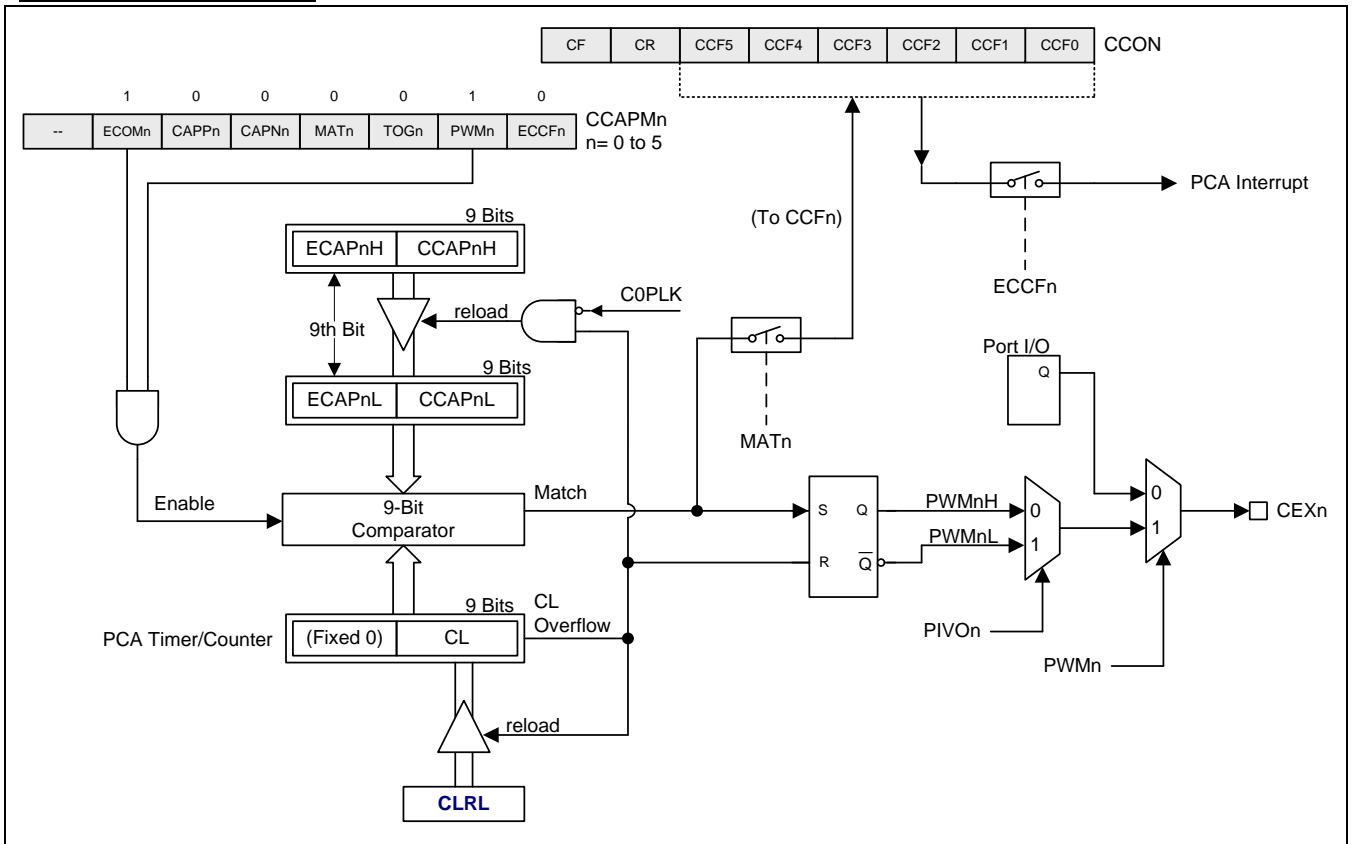 CF CR CCF5 CCF4 CCF3 CCF2 CCF1 CCF0 CCON
1 0 0 0 0 1 0
-- ECOMn CAPPn CAPNn MATn TOGn PWMn ECCFn
CCAPMn
n= 0 to 5
PCA Interrupt
(To CCFn)
ECCFn
9 Bits
ECAPnH CCAPnH
C0PLK
reload
9th Bit
Port I/O
Q
9 Bits
ECAPnL CCAPnL
MATn
Enable
9-Bit
Comparator
Match
S Q
R Q
PWMnH
PWMnL
0
1
0
1
CEXn
9 Bits
CL
Overflow
PCA Timer/Counter
(Fixed 0) CL
PIVOn
PWMn
reload
CLRL